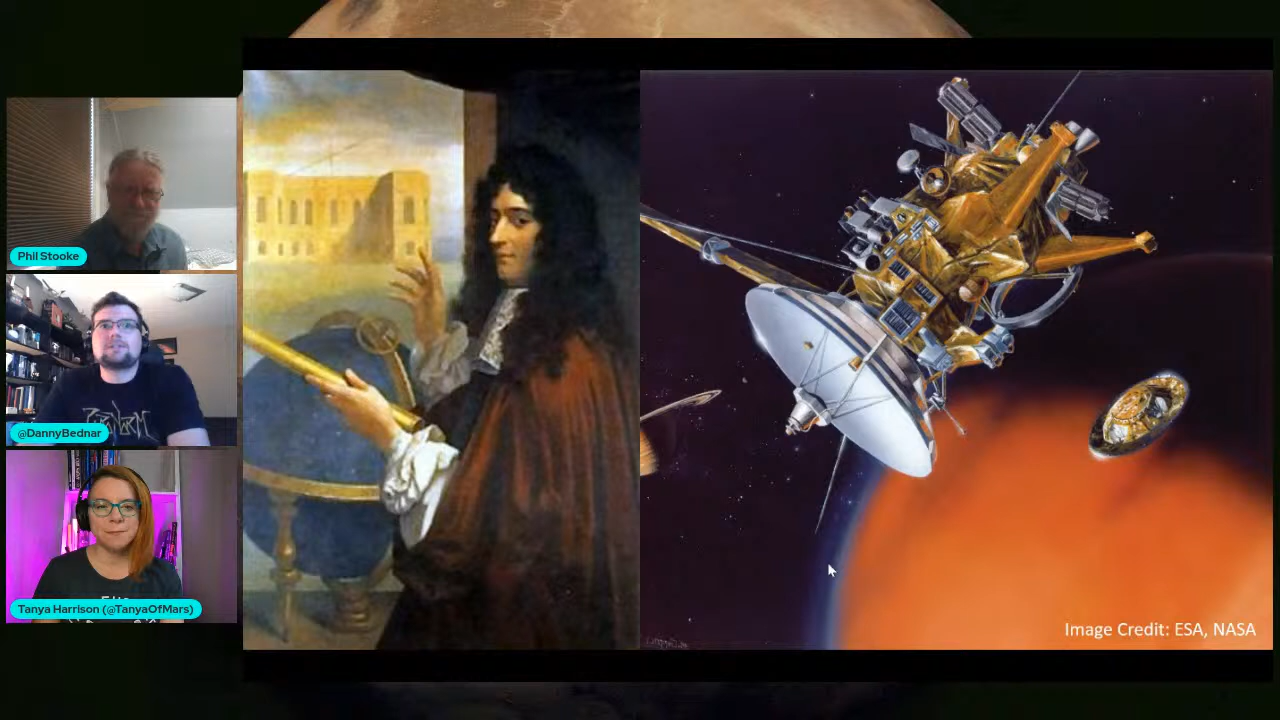 Phil Stooke
@DannyBednar
Tanya Harrison (@TanyaOfMars)
Image Credit: ESA, NASA